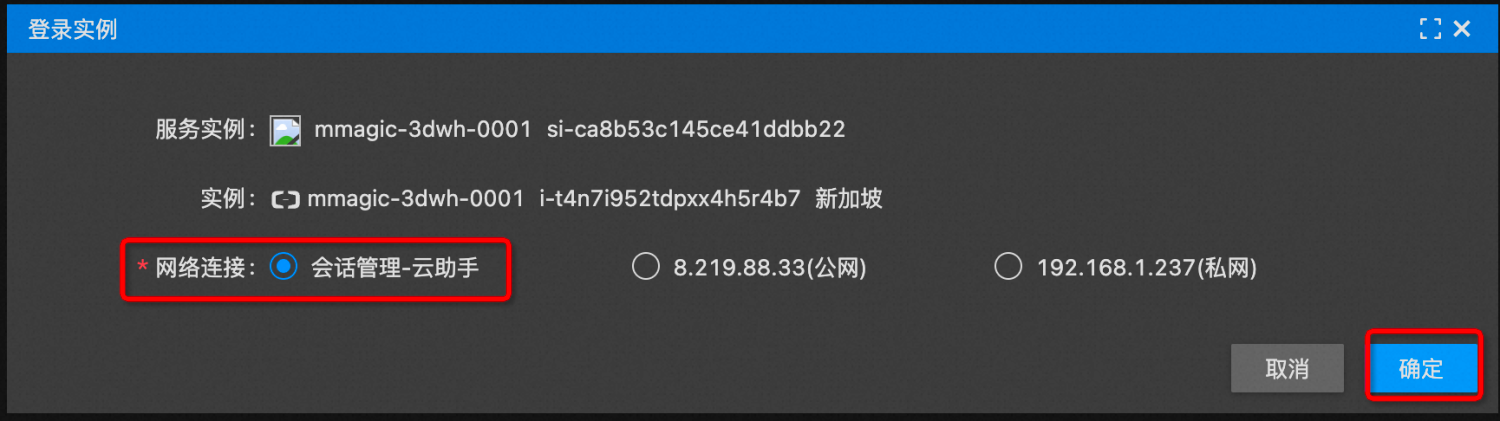 登录实例
服务实例： mmagic-3dwh-0001 si-ca8b53c145ce41ddbb22
实例： mmagic-3dwh-0001 i-t4n7i952tdpxx4h5r4b7 新加坡
* 网络连接： 会话管理-云助手 8.219.88.33(公网) 192.168.1.237(私网)
取消 确定